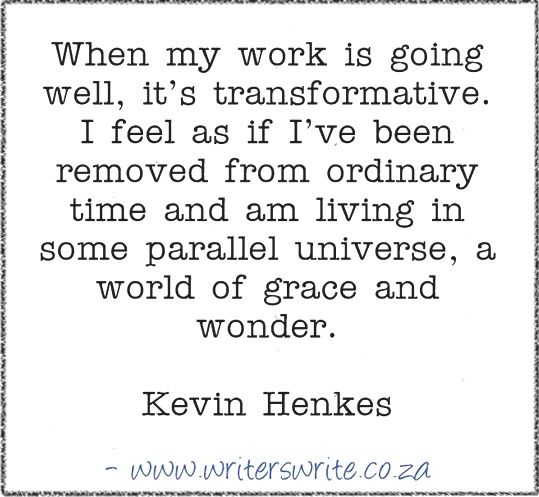 When my work is going
well, it's transformative.
I feel as if I've been
removed from ordinary
time and am living in
some parallel universe, a
world of grace and
wonder.
Kevin Henkes
- www.writerswrite.co.za